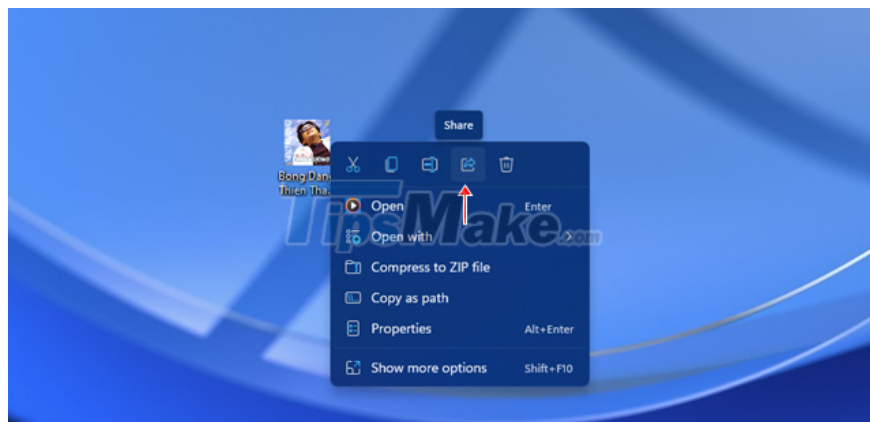 Share
Bong Dang
Thien Tha...
Open
Enter
Open with
TipsMake.com
Compress to ZIP file
Copy as path
Properties
Alt+Enter
Show more options
Shift+F10